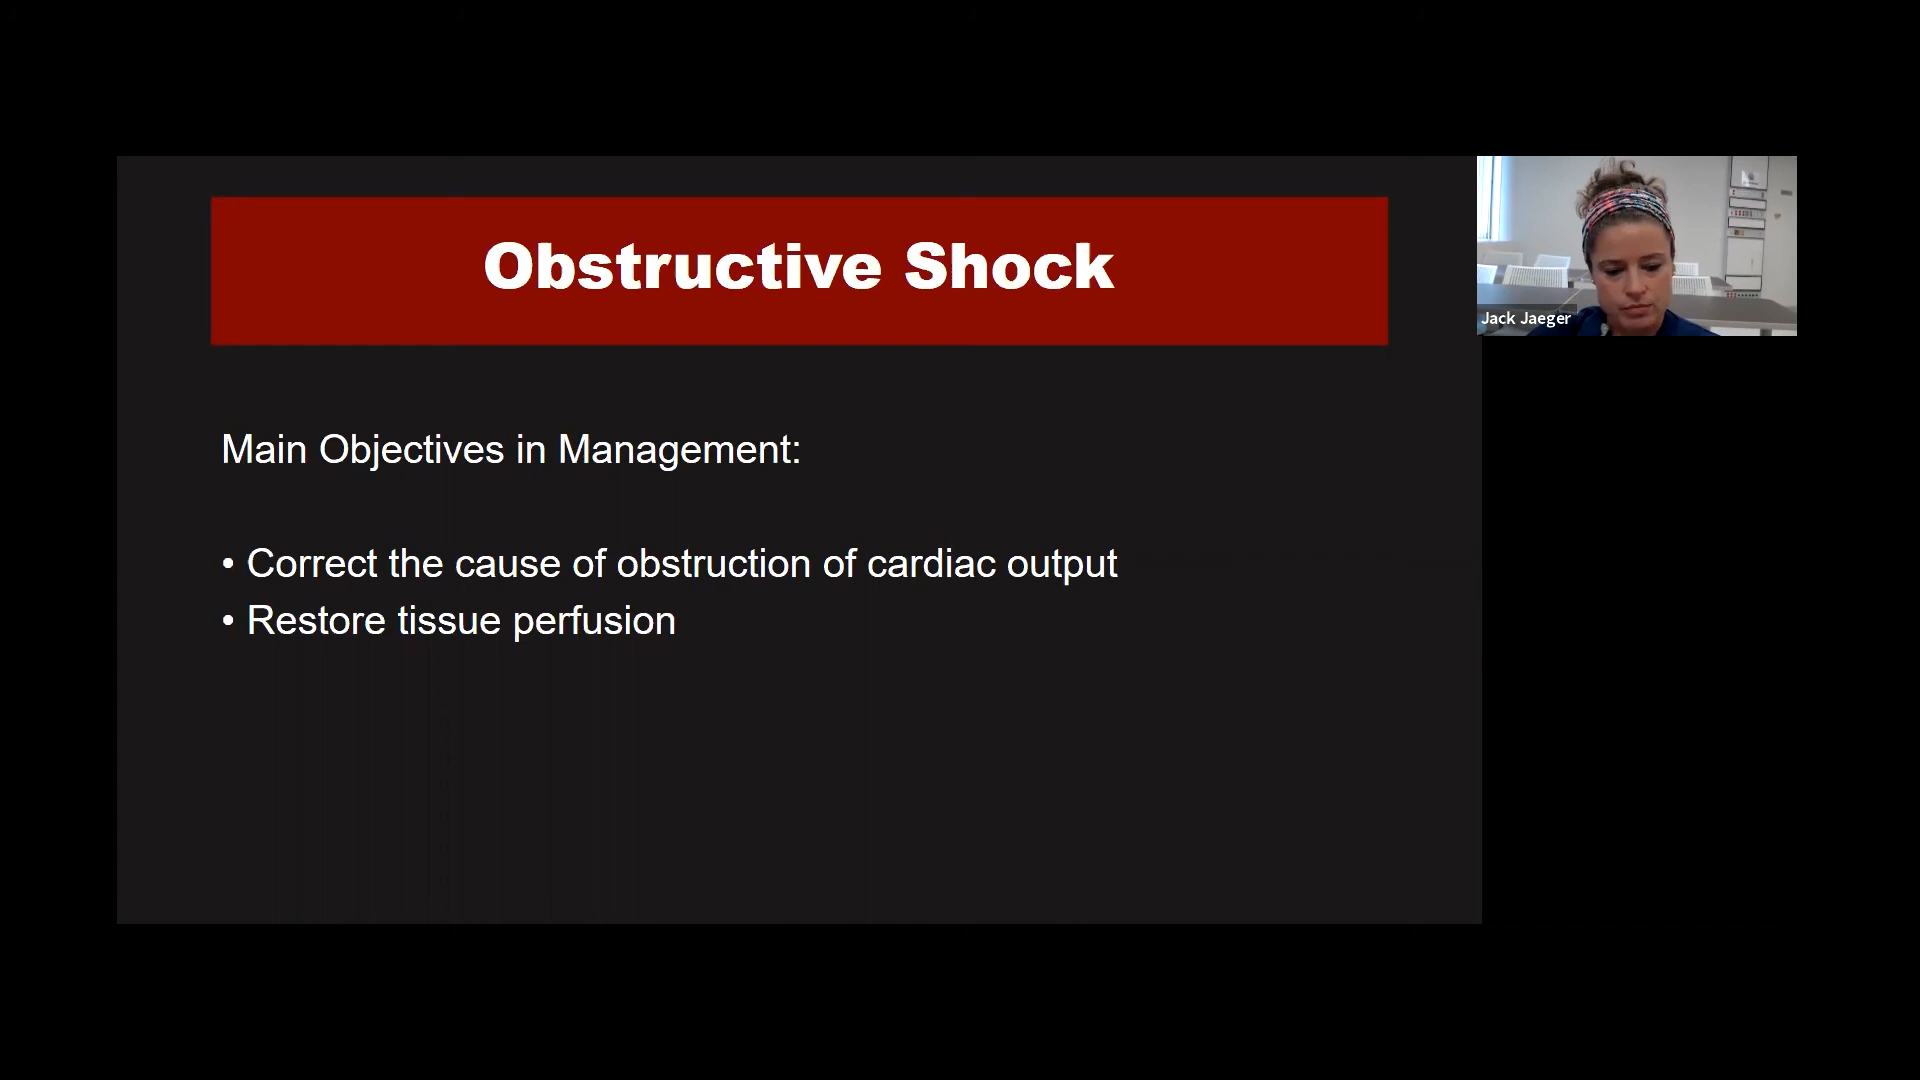 Obstructive Shock
Jack Jaeger
Main Objectives in Management:
• Correct the cause of obstruction of cardiac output
• Restore tissue perfusion